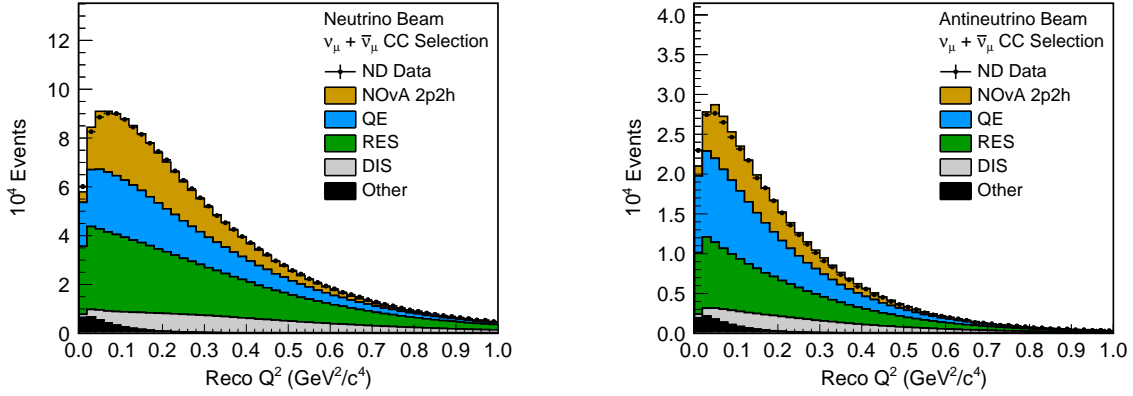 Neutrino Beam
νμ + ν̄μ CC Selection
ND Data
NOvA 2p2h
QE
RES
DIS
Other
10⁴ Events
12
10
8
6
4
2
0
0.0 0.1 0.2 0.3 0.4 0.5 0.6 0.7 0.8 0.9 1.0
Reco Q² (GeV²/c⁴)
Antineutrino Beam
νμ + ν̄μ CC Selection
ND Data
NOvA 2p2h
QE
RES
DIS
Other
10⁴ Events
4.0
3.5
3.0
2.5
2.0
1.5
1.0
0.5
0.0
0.0 0.1 0.2 0.3 0.4 0.5 0.6 0.7 0.8 0.9 1.0
Reco Q² (GeV²/c⁴)